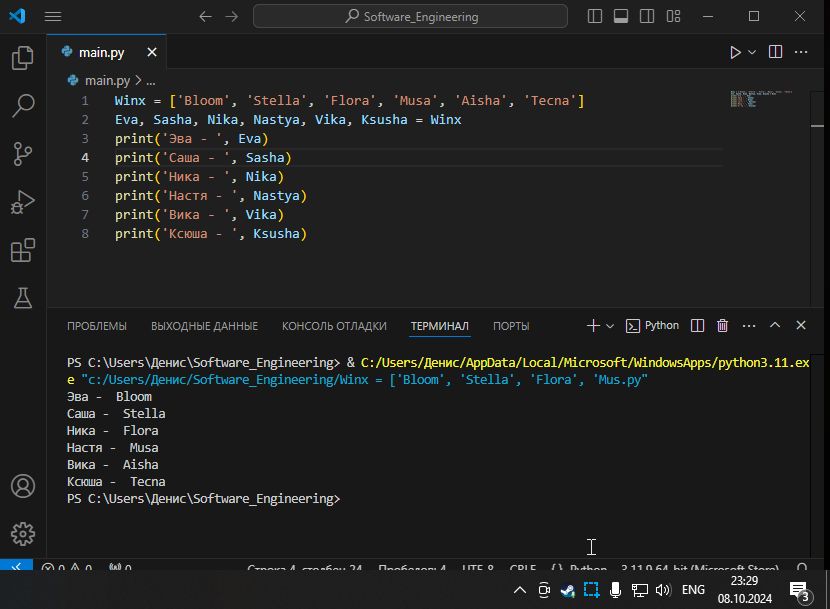 Software_Engineering
main.py
main.py > ...
1 Winx = ['Bloom', 'Stella', 'Flora', 'Musa', 'Aisha', 'Tecna']
2 Eva, Sasha, Nika, Nastya, Vika, Ksusha = Winx
3 print('Эва - ', Eva)
4 print('Саша - ', Sasha)
5 print('Ника - ', Nika)
6 print('Настя - ', Nastya)
7 print('Вика - ', Vika)
8 print('Ксюша - ', Ksusha)
ПРОБЛЕМЫ ВЫХОДНЫЕ ДАННЫЕ КОНСОЛЬ ОТЛАДКИ ТЕРМИНАЛ ПОРТЫ Python
PS C:\Users\Денис\Software_Engineering> & C:/Users/Денис/AppData/Local/Microsoft/WindowsApps/python3.11.ex
e "c:/Users/Денис/Software_Engineering/Winx = ['Bloom', 'Stella', 'Flora', 'Mus.py"
Эва -  Bloom
Саша -  Stella
Ника -  Flora
Настя -  Musa
Вика -  Aisha
Ксюша -  Tecna
PS C:\Users\Денис\Software_Engineering>
0 0 0 Строка 4, столбец 24 Пробелов: 4 UTF-8 CRLF {} Python 3.11.9 64-bit (Microsoft Store)
ENG
23:29
08.10.2024
3